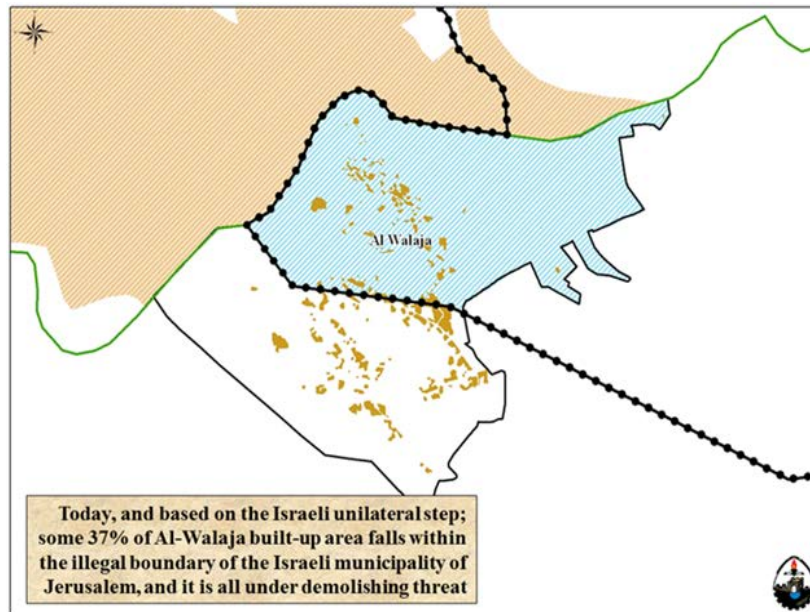 Al Walaja
Today, and based on the Israeli unilateral step;
some 37% of Al-Walaja built-up area falls within
the illegal boundary of the Israeli municipality of
Jerusalem, and it is all under demolishing threat